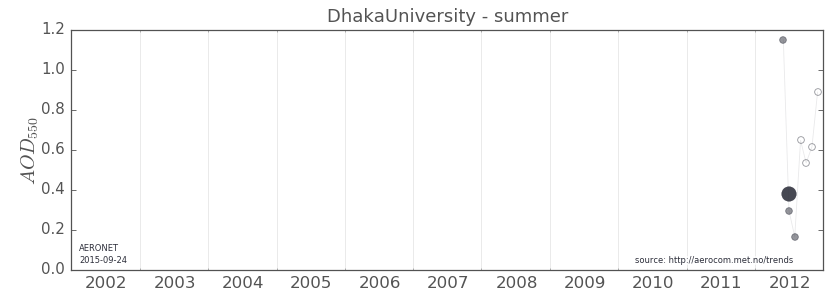 DhakaUniversity - summer
1.2
1.0
0.8
0.6
0.4
0.2
0.0
AOD550
AERONET
2015-09-24
source: http://aerocom.met.no/trends
2002 2003 2004 2005 2006 2007 2008 2009 2010 2011 2012